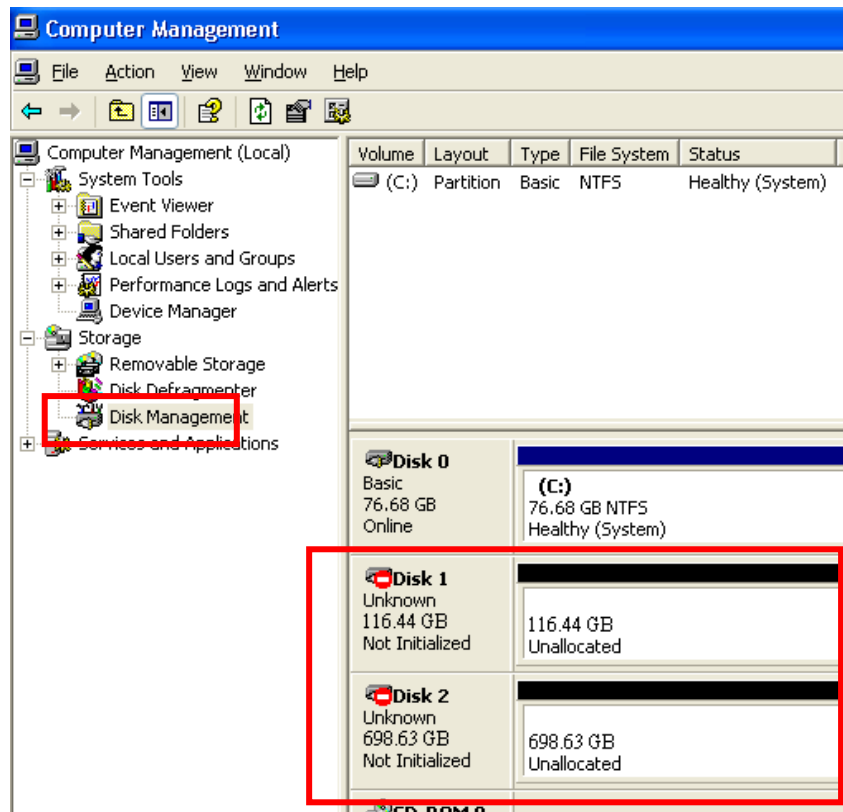 Computer Management
File Action View Window Help
Computer Management (Local)
System Tools
Event Viewer
Shared Folders
Local Users and Groups
Performance Logs and Alerts
Device Manager
Storage
Removable Storage
Disk Defragmenter
Disk Management
Services and Applications
Volume Layout Type File System Status
(C:) Partition Basic NTFS Healthy (System)
Disk 0
Basic
76.68 GB
Online
(C:)
76.68 GB NTFS
Healthy (System)
Disk 1
Unknown
116.44 GB
Not Initialized
116.44 GB
Unallocated
Disk 2
Unknown
698.63 GB
Not Initialized
698.63 GB
Unallocated
CD-ROM 0